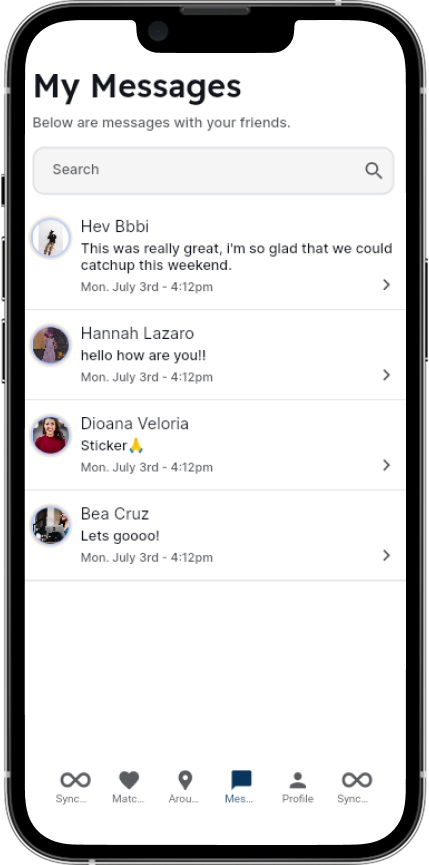 My Messages
Below are messages with your friends.
Search
Hev Bbbi
This was really great, i'm so glad that we could
catchup this weekend.
Mon. July 3rd - 4:12pm
Hannah Lazaro
hello how are you!!
Mon. July 3rd - 4:12pm
Dioana Veloria
Sticker🙏
Mon. July 3rd - 4:12pm
Bea Cruz
Lets goooo!
Mon. July 3rd - 4:12pm
Sync... Matc... Arou... Mes... Profile Sync...